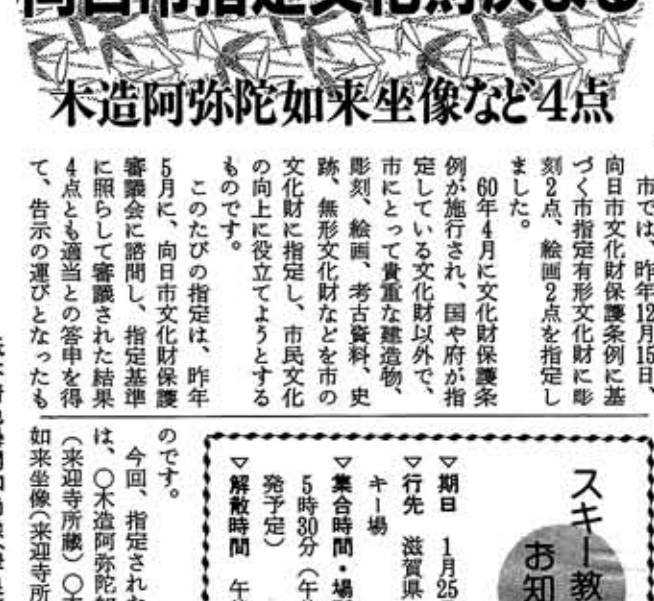 向日市指定文化財決まる
木造阿弥陀如来坐像など4点
市では、昨年12月15日、
向日市文化財保護条例に基
づく市指定有形文化財に彫
刻2点、絵画2点を指定し
ました。
60年4月に文化財保護条
例が施行され、国や府が指
定している文化財以外で、
市にとって貴重な建造物、
彫刻、絵画、考古資料、史
跡、無形文化財などを市の
文化財に指定し、市民文化
の向上に役立てようとする
ものです。
このたびの指定は、昨年
5月に、向日市文化財保護
審議会に諮問し、指定基準
に照らして審議された結果
4点とも適当との答申を得
て、告示の運びとなったも
のです。
今回、指定され
は、○木造阿弥陀
(来迎寺所蔵)○
如来坐像(来迎寺所
スキー教
お知
▽期日 1月25
▽行先 滋賀県
キー場
▽集合時間・場
5時30分(午
発予定)
▽解散時間 午